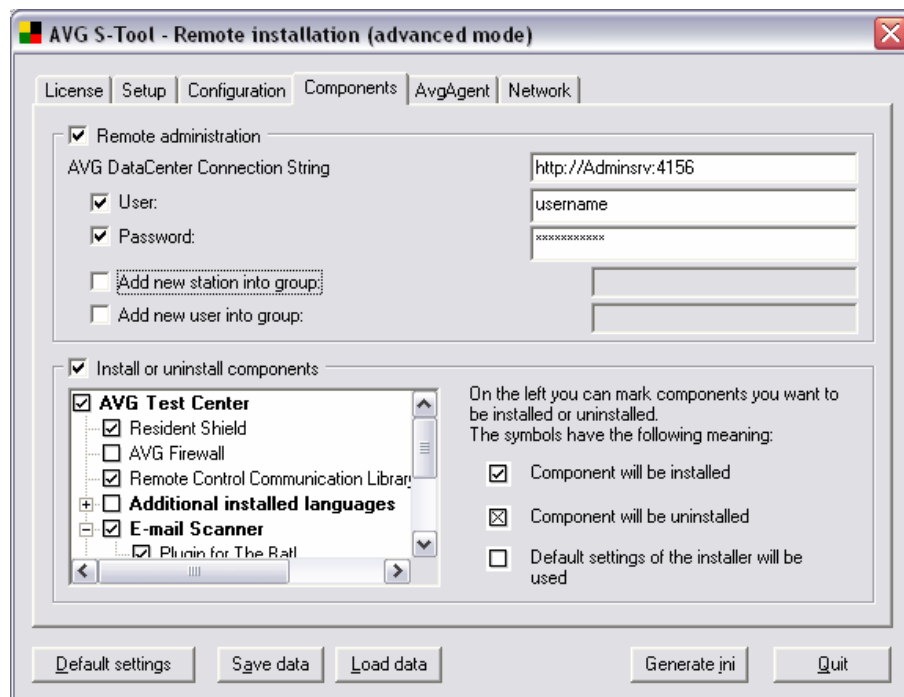 AVG S-Tool - Remote installation (advanced mode)
License Setup Configuration Components AvgAgent Network
Remote administration
AVG DataCenter Connection String http://Adminsrv:4156
User: username
Password: xxxxxxxxxxx
Add new station into group:
Add new user into group:
Install or uninstall components
AVG Test Center
Resident Shield
AVG Firewall
Remote Control Communication Librar
Additional installed languages
E-mail Scanner
Plugin for The Bat!
On the left you can mark components you want to
be installed or uninstalled.
The symbols have the following meaning:
Component will be installed
Component will be uninstalled
Default settings of the installer will be
used
Default settings Save data Load data Generate ini Quit